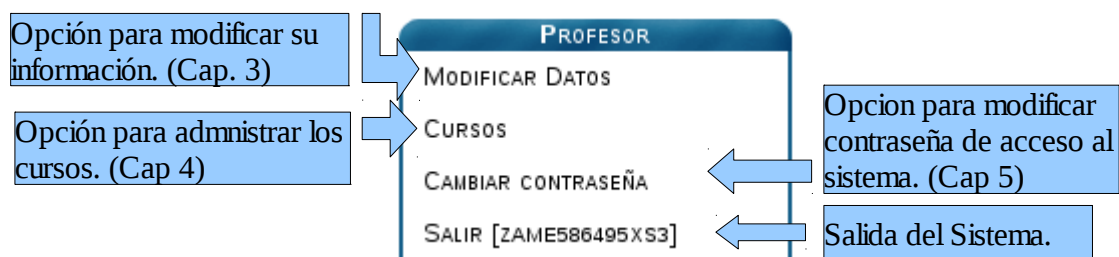 Opción para modificar su
información. (Cap. 3)
Opción para admnistrar los
cursos. (Cap 4)
PROFESOR
MODIFICAR DATOS
CURSOS
CAMBIAR CONTRASEÑA
SALIR [ZAME586495XS3]
Opcion para modificar
contraseña de acceso al
sistema. (Cap 5)
Salida del Sistema.